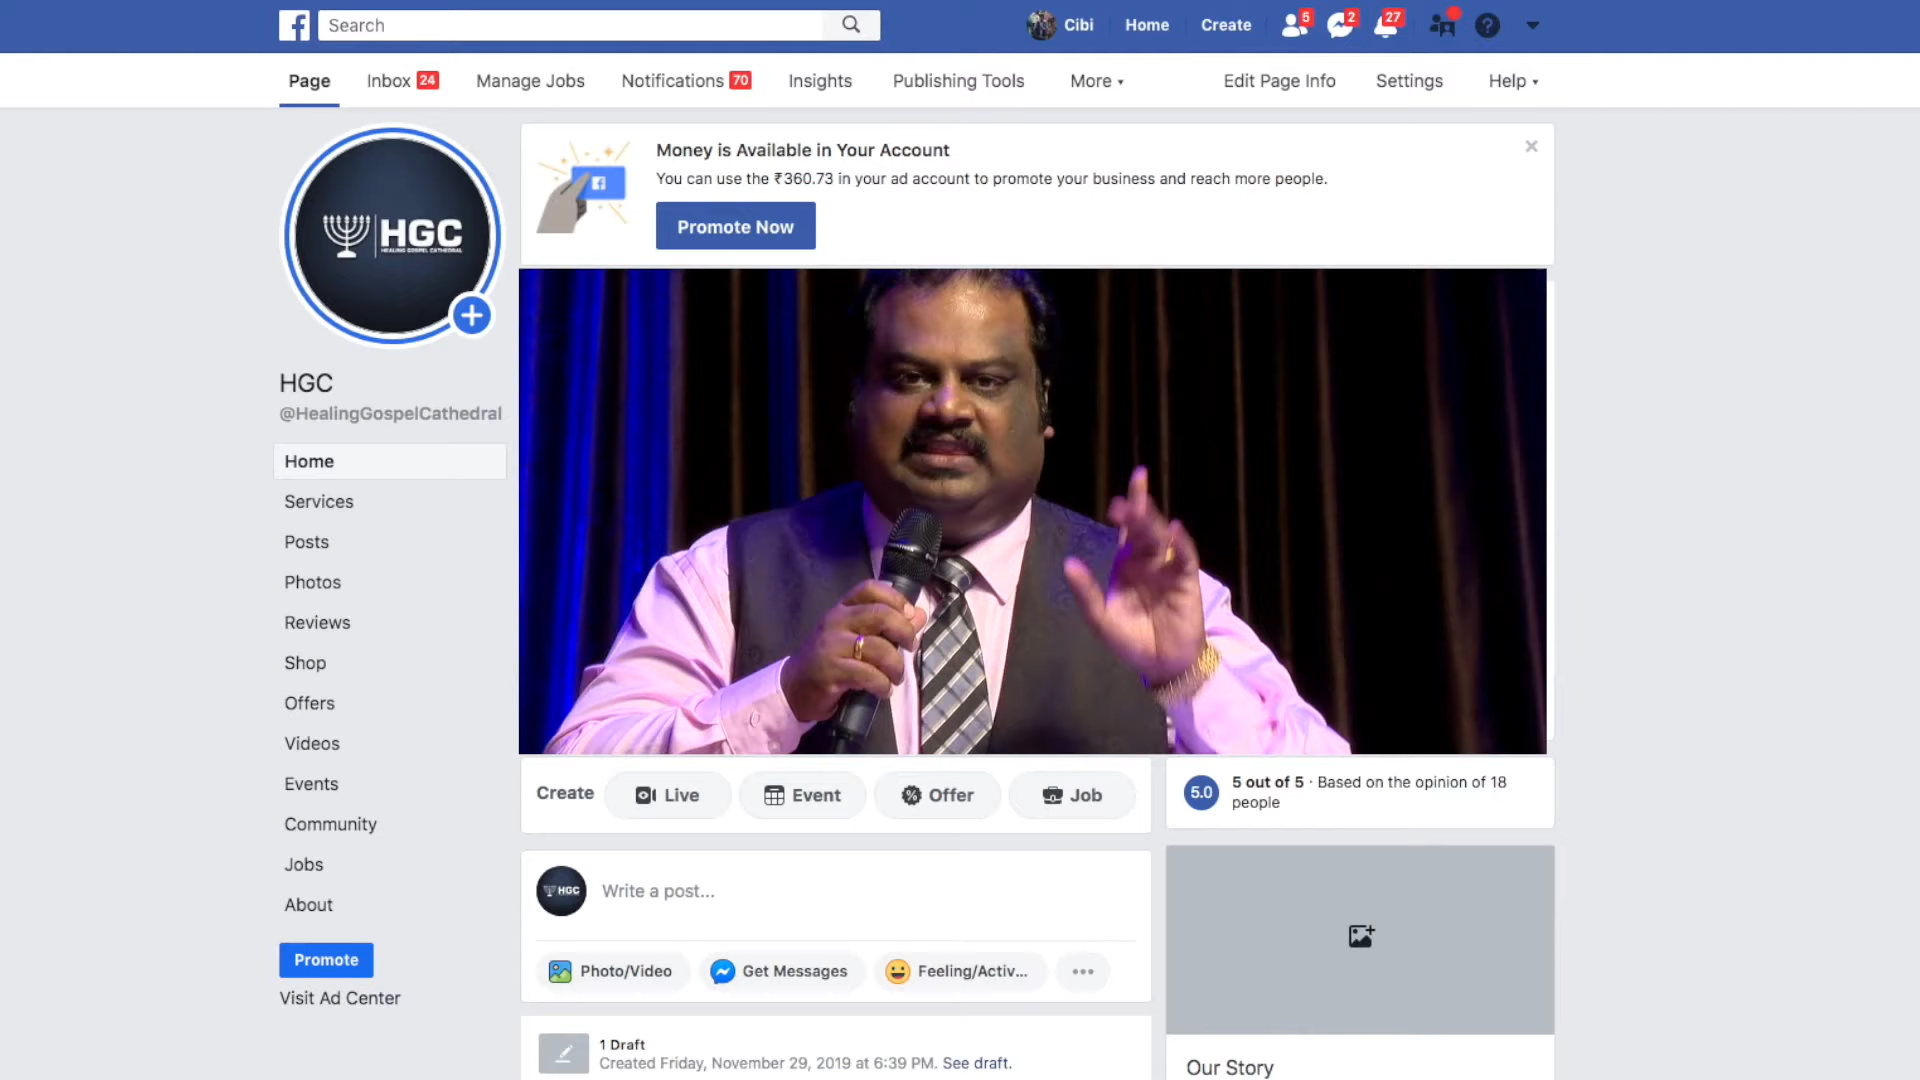 Search
Cibi
Home
Create
5
2
27
Page
Inbox 24
Manage Jobs
Notifications 70
Insights
Publishing Tools
More
Edit Page Info
Settings
Help
Money is Available in Your Account
You can use the ₹360.73 in your ad account to promote your business and reach more people.
Promote Now
HGC
HEALING GOSPEL CATHEDRAL
HGC
@HealingGospelCathedral
Home
Services
Posts
Photos
Reviews
Shop
Offers
Videos
Events
Community
Jobs
About
Promote
Visit Ad Center
Create
Live
Event
Offer
Job
5.0
5 out of 5 · Based on the opinion of 18
people
HGC
Write a post...
Photo/Video
Get Messages
Feeling/Activ...
1 Draft
Created Friday, November 29, 2019 at 6:39 PM. See draft.
Our Story